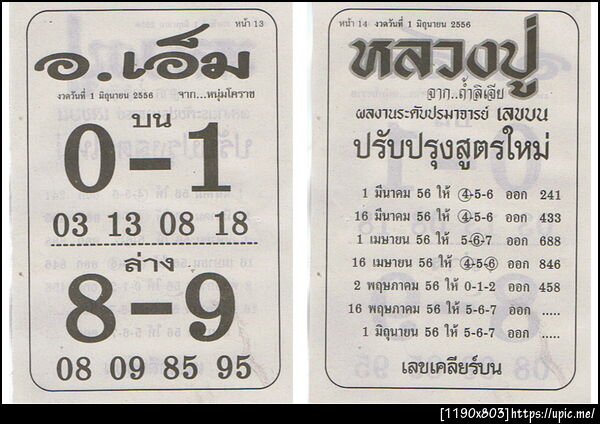 หน้า 13
อ.เอ็ม
งวดวันที่ 1 มิถุนายน 2556 จาก...หนุ่มโคราช
บน
0-1
03 13 08 18
ล่าง
8-9
08 09 85 95
หน้า 14 งวดวันที่ 1 มิถุนายน 2556
หลวงปู่
จาก...ถ้ำลิเจีย
ผลงานระดับปรมาจารย์ เลขบน
ปรับปรุงสูตรใหม่
1 มีนาคม 56 ให้ 4-5-6 ออก 241
16 มีนาคม 56 ให้ 4-5-6 ออก 433
1 เมษายน 56 ให้ 5-6-7 ออก 688
16 เมษายน 56 ให้ 4-5-6 ออก 846
2 พฤษภาคม 56 ให้ 0-1-2 ออก 458
16 พฤษภาคม 56 ให้ 5-6-7 ออก .....
1 มิถุนายน 56 ให้ 5-6-7 ออก .....
เลขเคลียร์บน
[1190x803]https://upic.me/